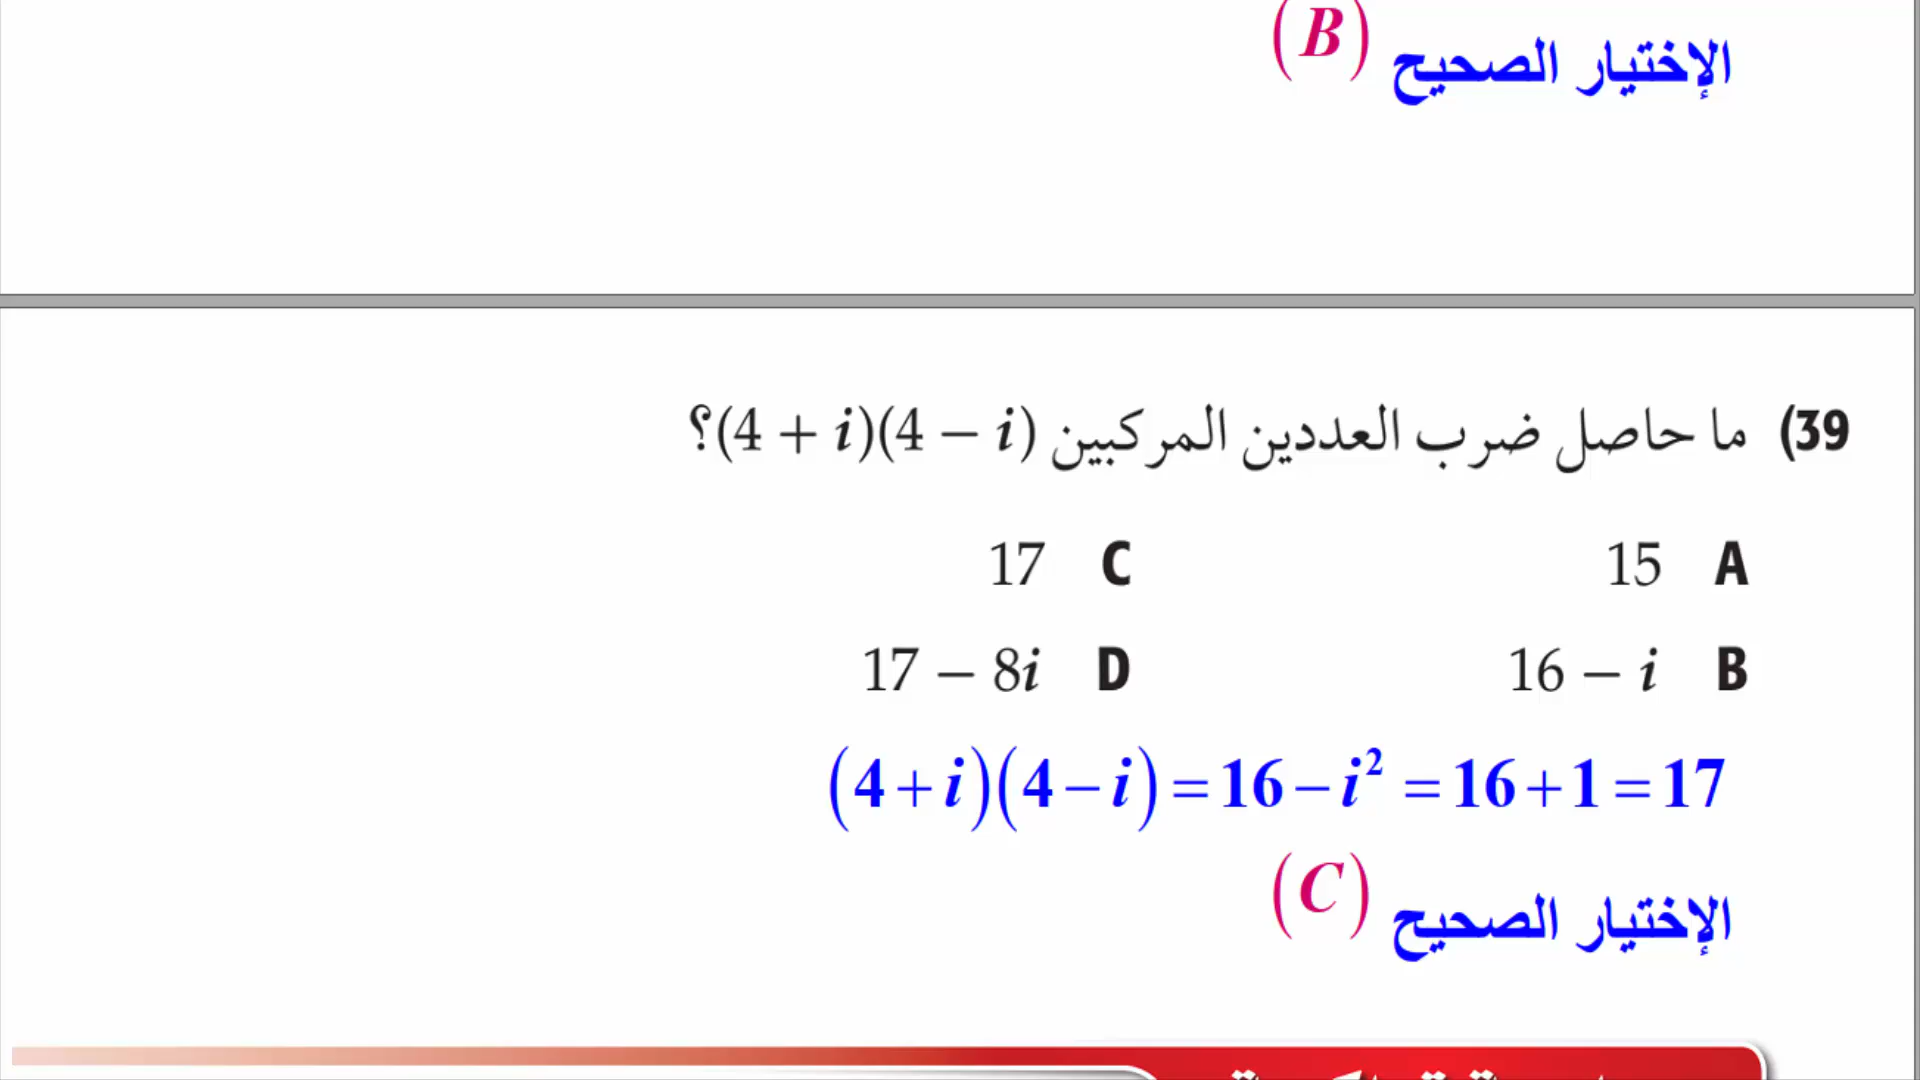 الإختيار الصحيح (B)
39) ما حاصل ضرب العددين المركبين (4 + i)(4 − i)؟
A 15 C 17
B 16 − i D 17 − 8i
(4 + i)(4 − i) = 16 − i² = 16 + 1 = 17
الإختيار الصحيح (C)